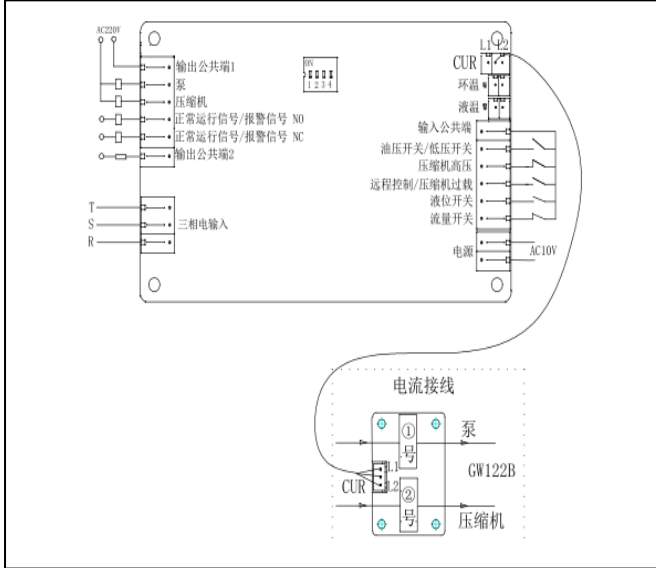 AC220V
输出公共端1
泵
压缩机
正常运行信号/报警信号 NO
正常运行信号/报警信号 NC
输出公共端2
T
S
R
三相电输入
ON
1 2 3 4
L1 L2
CUR
环温
液温
输入公共端
油压开关/低压开关
压缩机高压
远程控制/压缩机过载
液位开关
流量开关
电源
AC10V
电流接线
①
号
泵
L1
CUR
L2
GW122B
②
号
压缩机